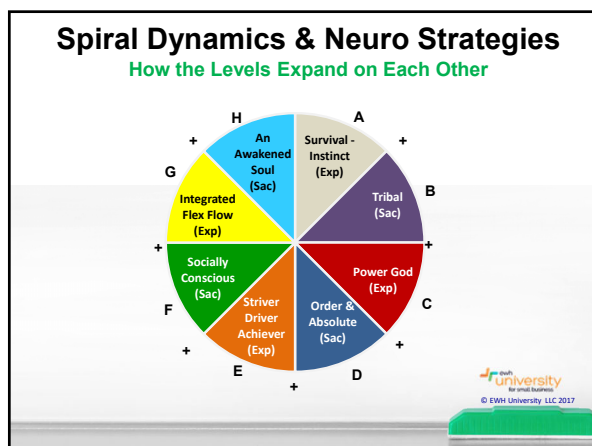 Spiral Dynamics & Neuro Strategies
How the Levels Expand on Each Other
A
Survival -
Instinct
(Exp)
+
B
Tribal
(Sac)
+
C
Power God
(Exp)
+
D
Order &
Absolute
(Sac)
+
E
Striver
Driver
Achiever
(Exp)
+
F
Socially
Conscious
(Sac)
+
G
Integrated
Flex Flow
(Exp)
+
H
An
Awakened
Soul
(Sac)
ewh
university
for small business
© EWH University LLC 2017